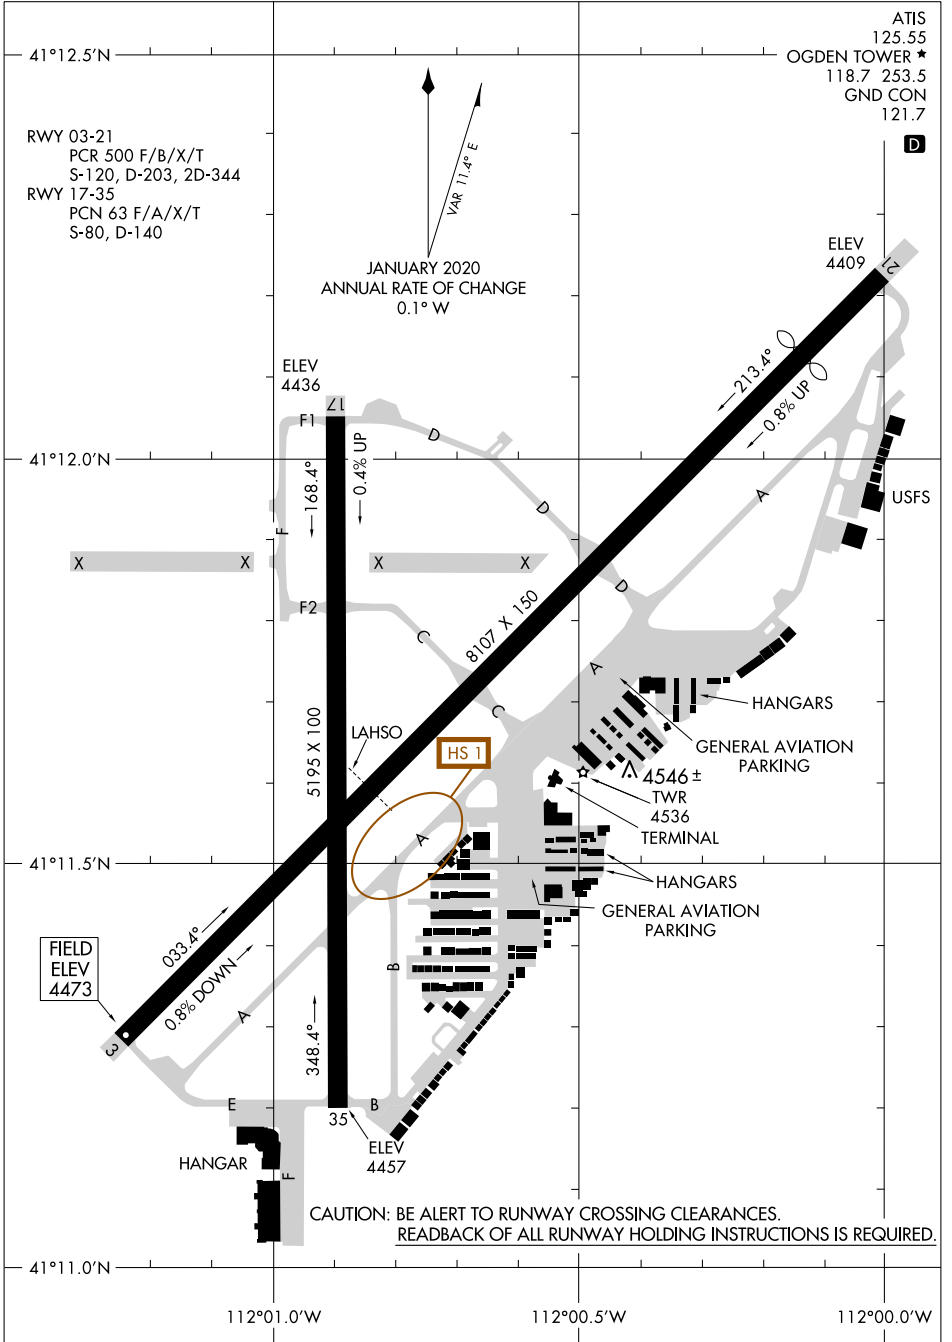 ATIS
125.55
OGDEN TOWER ★
118.7 253.5
GND CON
121.7
D
41°12.5'N
RWY 03-21
PCR 500 F/B/X/T
S-120, D-203, 2D-344
RWY 17-35
PCN 63 F/A/X/T
S-80, D-140
VAR 11.4° E
JANUARY 2020
ANNUAL RATE OF CHANGE
0.1° W
ELEV
4409
21
213.4°
0.8% UP
ELEV
4436
17
F1
D
168.4°
0.4% UP
41°12.0'N
A
USFS
D
F
X
X
X
X
D
F2
C
8107 X 150
A
C
HANGARS
GENERAL AVIATION
PARKING
5195 X 100
LAHSO
HS 1
4546 ±
TWR
4536
TERMINAL
A
41°11.5'N
HANGARS
GENERAL AVIATION
PARKING
033.4°
0.8% DOWN
FIELD
ELEV
4473
B
A
348.4°
3
E
B
35
ELEV
4457
HANGAR
F
CAUTION: BE ALERT TO RUNWAY CROSSING CLEARANCES.
READBACK OF ALL RUNWAY HOLDING INSTRUCTIONS IS REQUIRED.
41°11.0'N
112°01.0'W
112°00.5'W
112°00.0'W